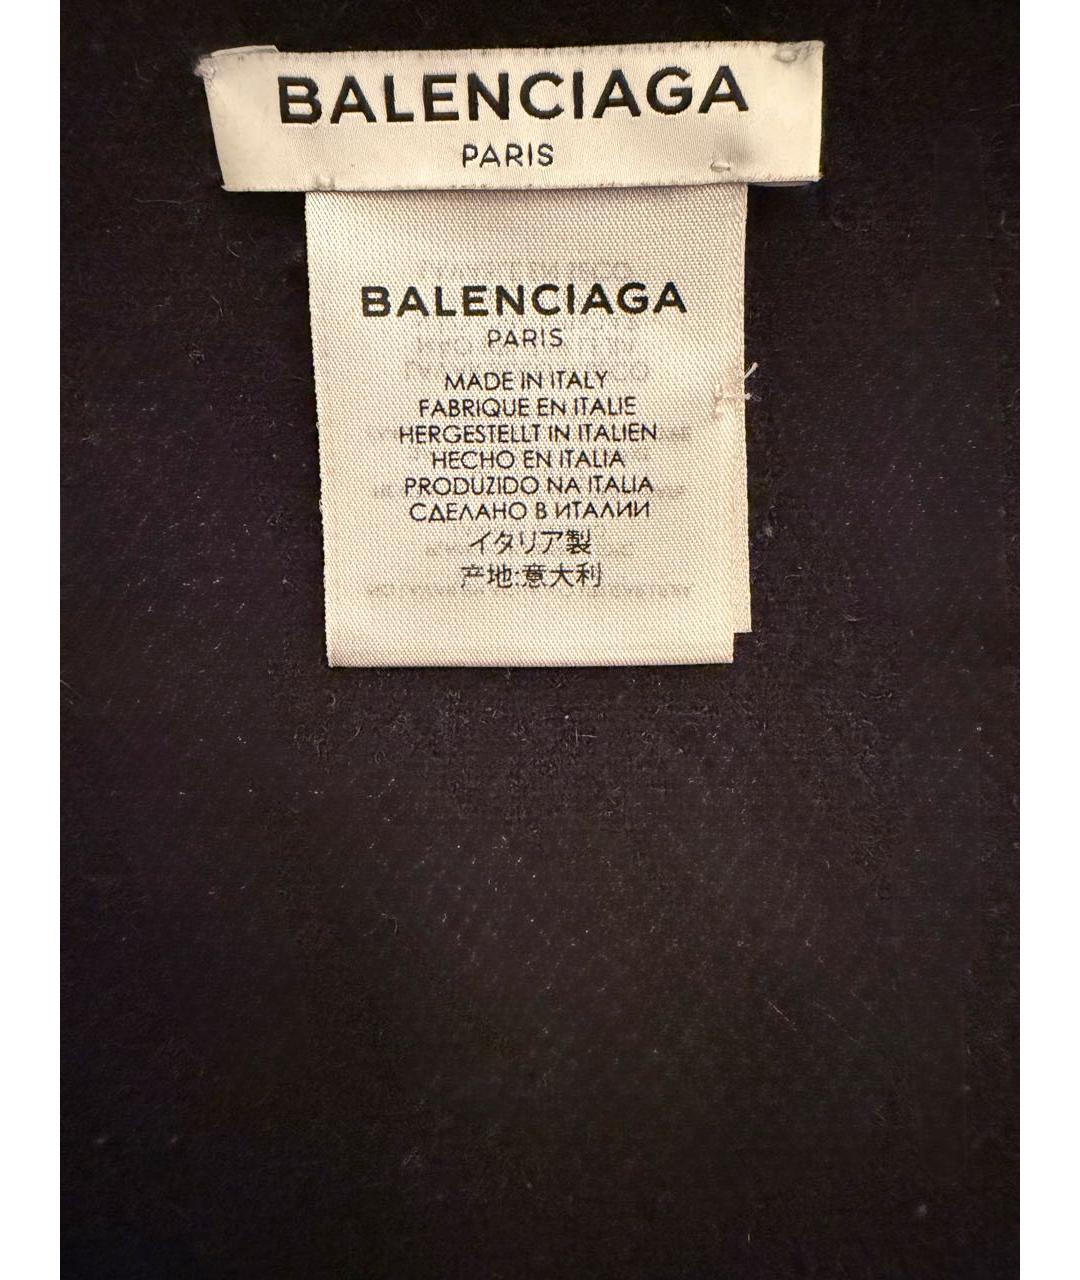 BALENCIAGA
PARIS
BALENCIAGA
PARIS
MADE IN ITALY
FABRIQUE EN ITALIE
HERGESTELLT IN ITALIEN
HECHO EN ITALIA
PRODUZIDO NA ITALIA
СДЕЛАНО В ИТАЛИИ
イタリア製
产地:意大利